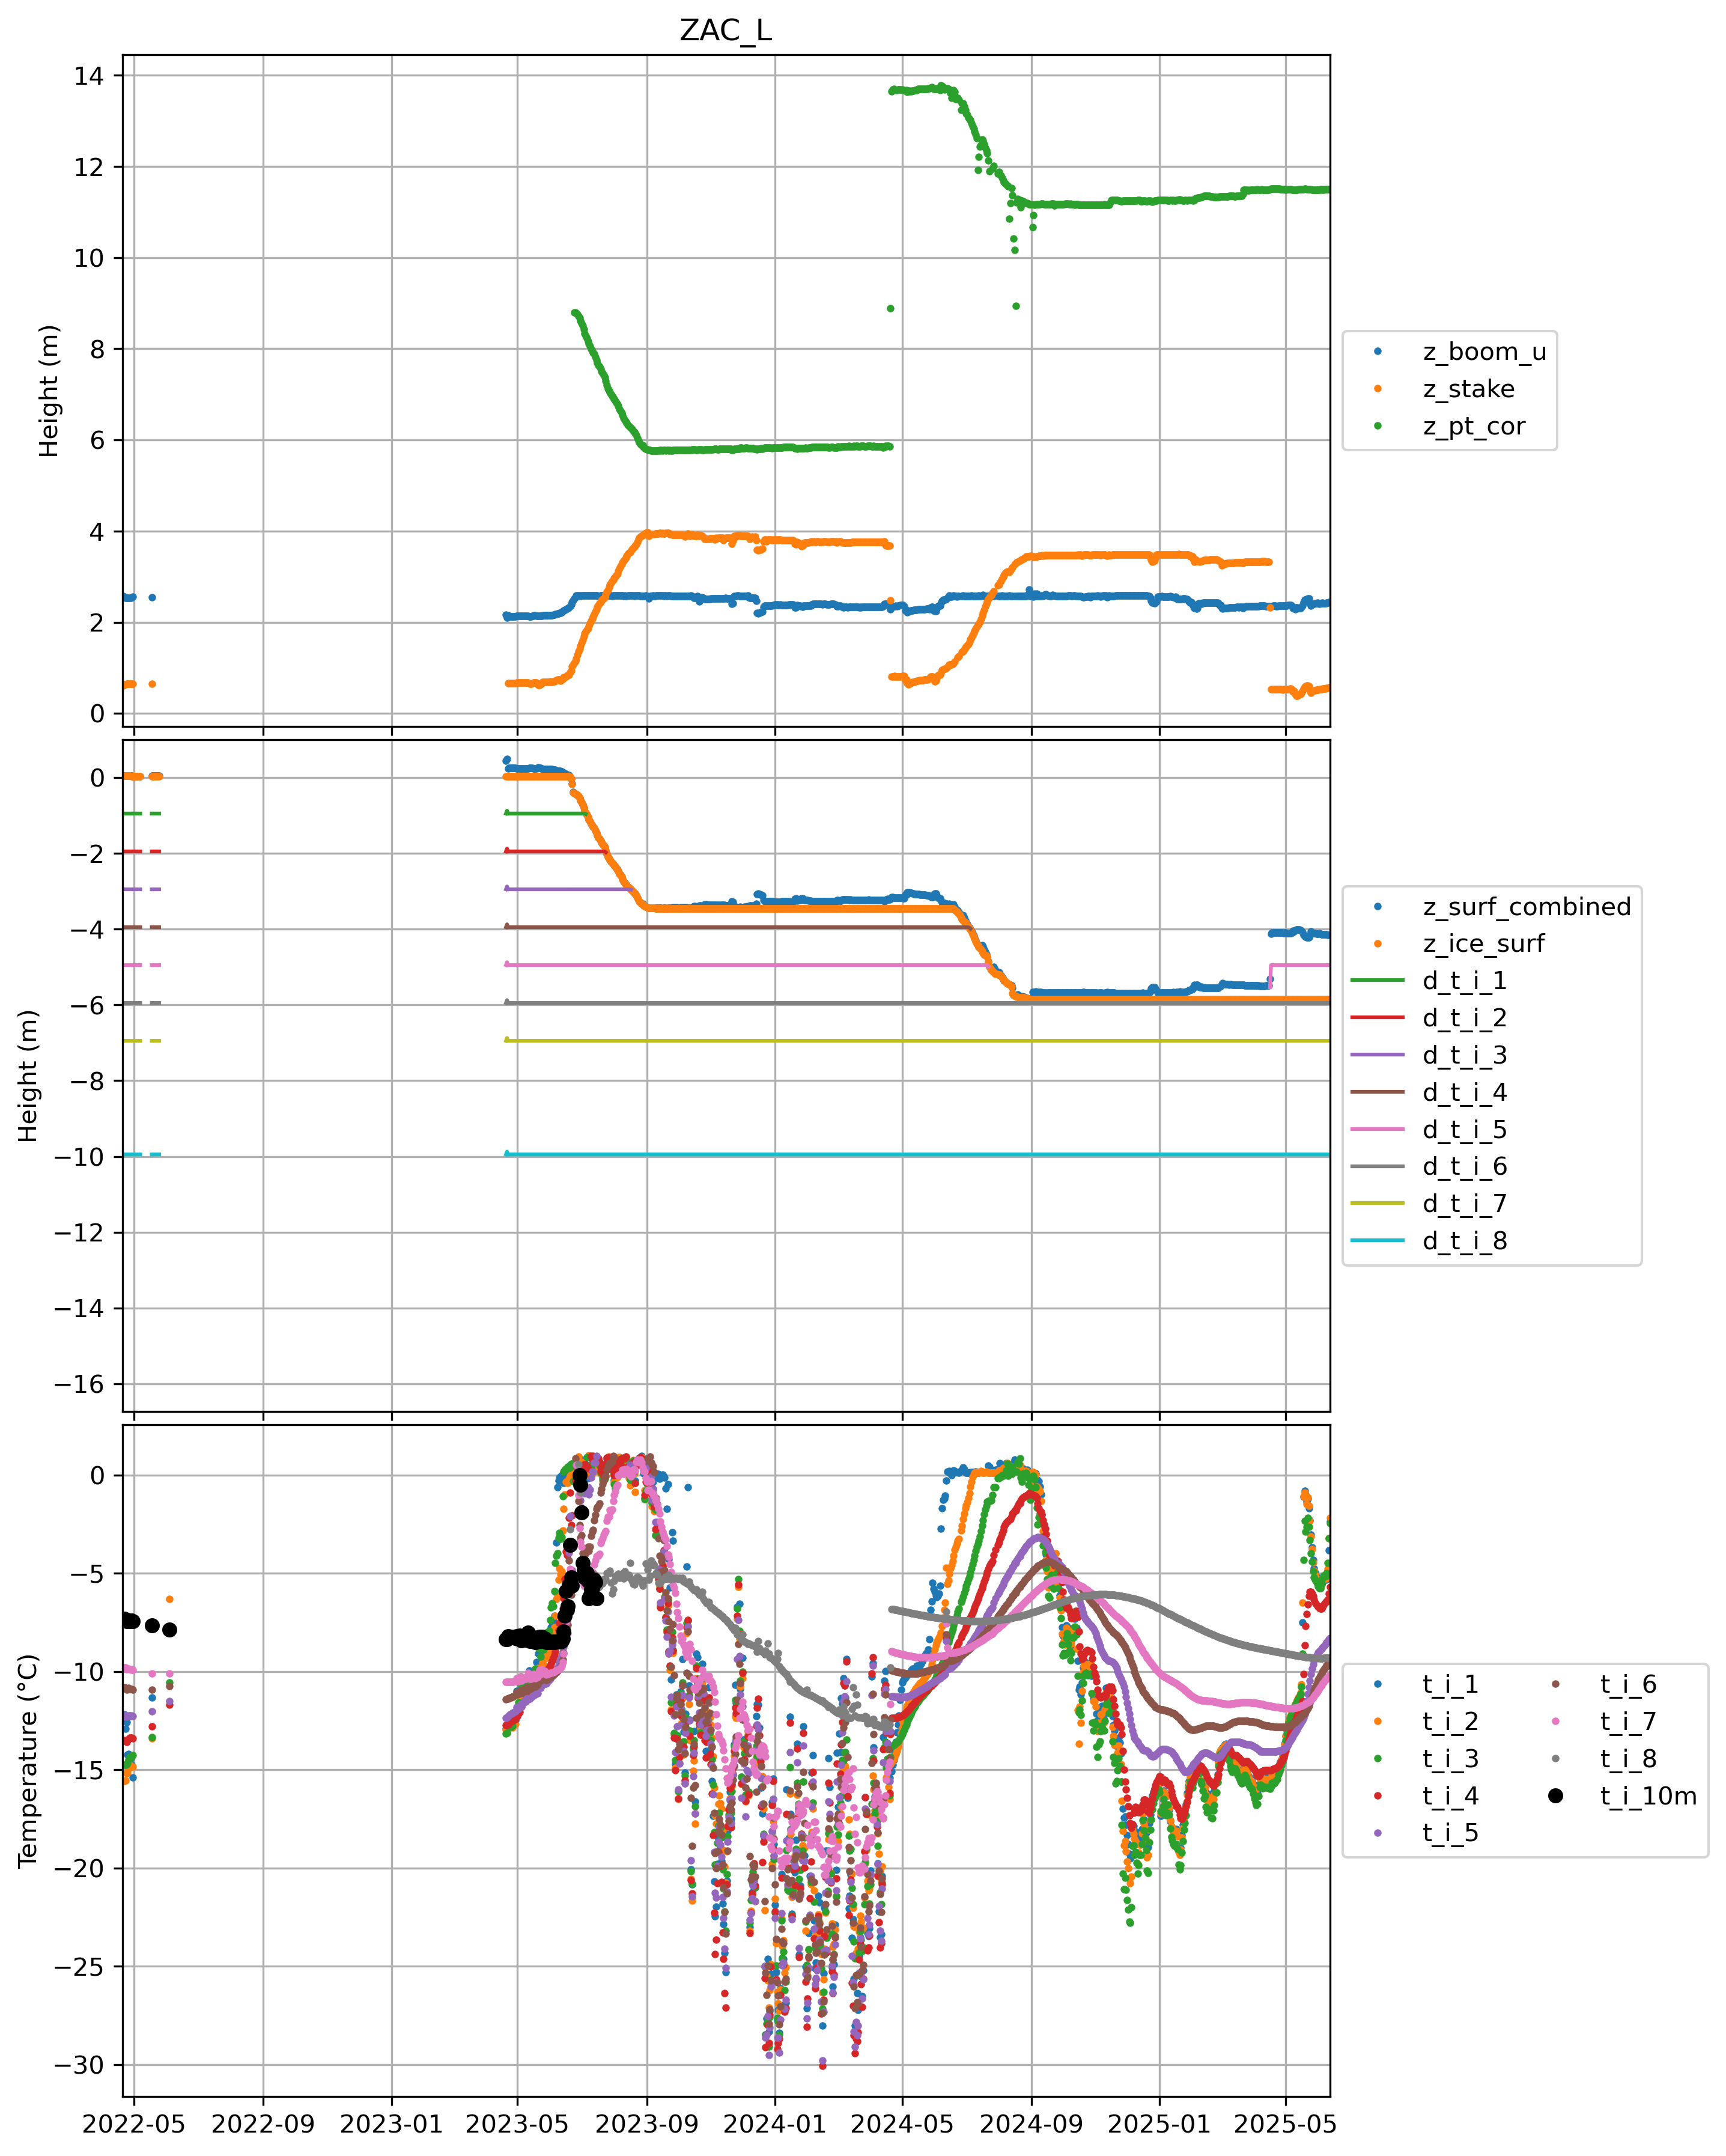 ZAC_L
14
12
10
8
6
4
2
0
Height (m)
z_boom_u
z_stake
z_pt_cor
0
−2
−4
−6
−8
−10
−12
−14
−16
Height (m)
z_surf_combined
z_ice_surf
d_t_i_1
d_t_i_2
d_t_i_3
d_t_i_4
d_t_i_5
d_t_i_6
d_t_i_7
d_t_i_8
0
−5
−10
−15
−20
−25
−30
Temperature (°C)
t_i_1 t_i_6
t_i_2 t_i_7
t_i_3 t_i_8
t_i_4 t_i_10m
t_i_5
2022-05 2022-09 2023-01 2023-05 2023-09 2024-01 2024-05 2024-09 2025-01 2025-05